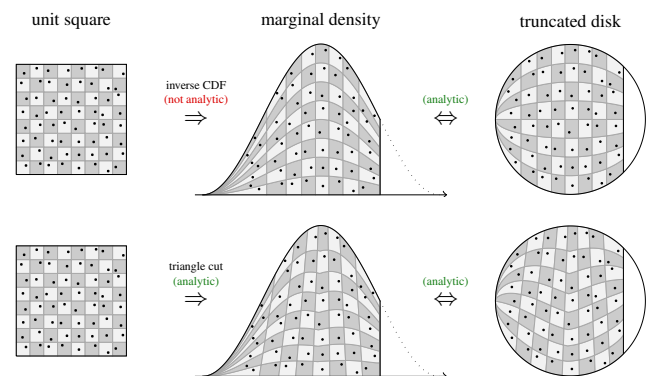 unit square
marginal density
truncated disk
inverse CDF
(not analytic)
⇒
(analytic)
⇔
triangle cut
(analytic)
⇒
(analytic)
⇔